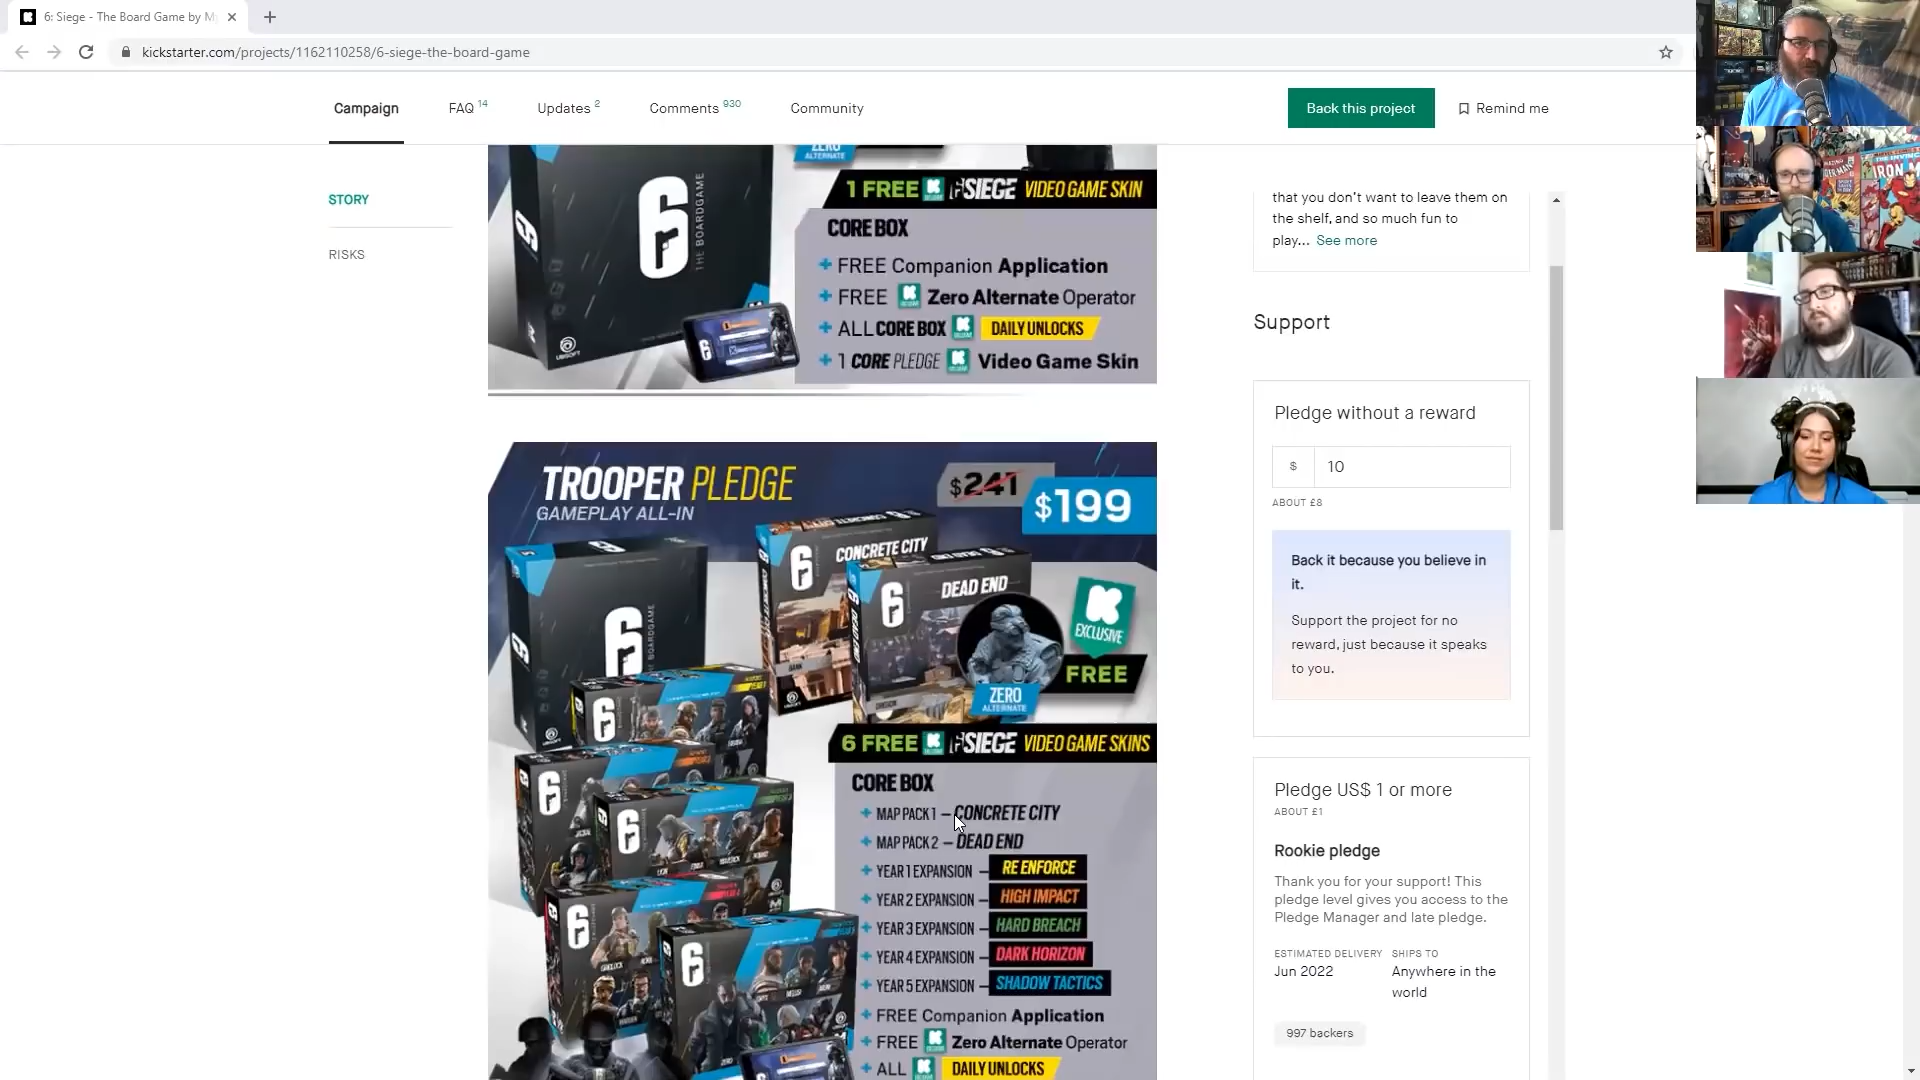 6: Siege - The Board Game by M
kickstarter.com/projects/1162110258/6-siege-the-board-game
Campaign
FAQ 14
Updates 2
Comments 930
Community
Back this project
Remind me
STORY
RISKS
ZERO
ALTERNATE
6
THE BOARDGAME
UBISOFT
1 FREE SIEGE VIDEO GAME SKIN
CORE BOX
+ FREE Companion Application
+ FREE Zero Alternate Operator
+ ALL CORE BOX DAILY UNLOCKS
+ 1 CORE PLEDGE Video Game Skin
TROOPER PLEDGE
GAMEPLAY ALL-IN
$241
$199
6
CONCRETE CITY
6
DEAD END
BANK
EXCLUSIVE
FREE
ZERO
ALTERNATE
6 FREE SIEGE VIDEO GAME SKINS
CORE BOX
+ MAP PACK 1 – CONCRETE CITY
+ MAP PACK 2 – DEAD END
+ YEAR 1 EXPANSION – RE ENFORCE
+ YEAR 2 EXPANSION – HIGH IMPACT
+ YEAR 3 EXPANSION – HARD BREACH
+ YEAR 4 EXPANSION – DARK HORIZON
+ YEAR 5 EXPANSION – SHADOW TACTICS
+ FREE Companion Application
+ FREE Zero Alternate Operator
+ ALL DAILY UNLOCKS
that you don't want to leave them on
the shelf, and so much fun to
play... See more
Support
Pledge without a reward
$ 10
ABOUT £8
Back it because you believe in
it.
Support the project for no
reward, just because it speaks
to you.
Pledge US$ 1 or more
ABOUT £1
Rookie pledge
Thank you for your support! This
pledge level gives you access to the
Pledge Manager and late pledge.
ESTIMATED DELIVERY
Jun 2022
SHIPS TO
Anywhere in the
world
997 backers
IRON M